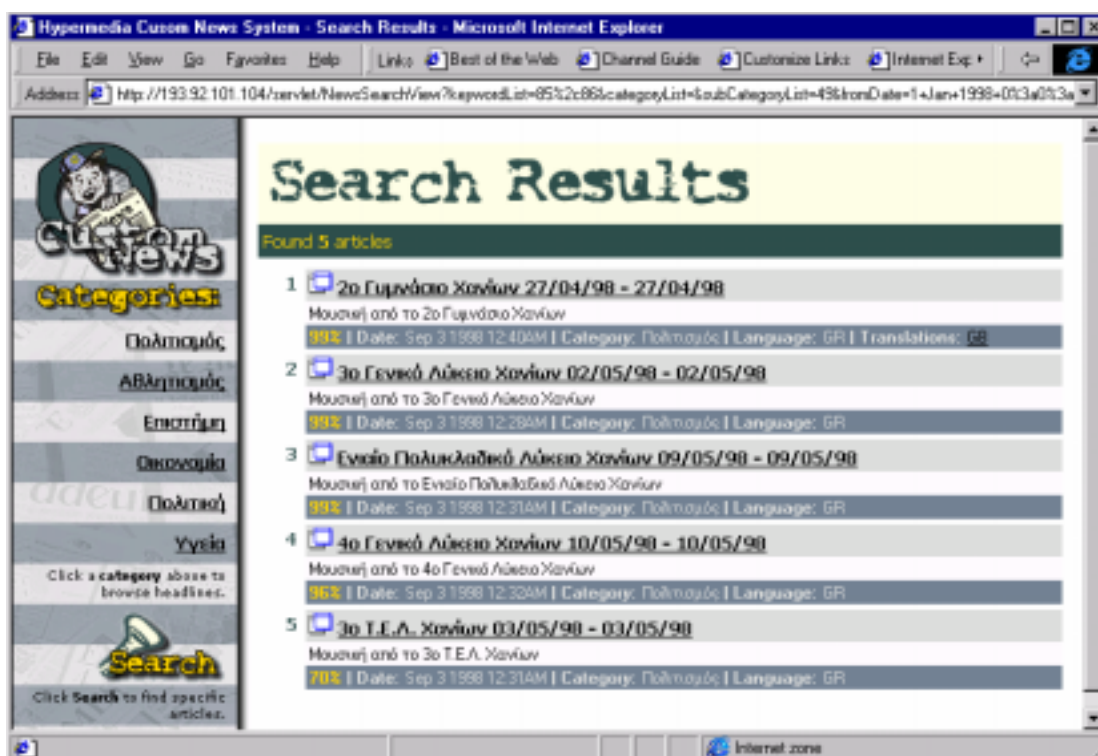 Hypermedia Cusom News System - Search Results - Microsoft Internet Explorer
File Edit View Go Favorites Help Links Best of the Web Channel Guide Customize Links Internet Exp
Address http://193.92.101.104/servlet/NewsSearchView?keywordList=85%2c86&categoryList=&subCategoryList=49&fromDate=1+Jan+1998+0%3a0%3a
Custom News
Categories:
Πολιτισμός
Αθλητισμός
Επιστήμη
Οικονομία
Πολιτική
Υγεία
Click a category above to
browse headlines.
Search
Click Search to find specific
articles.
Search Results
Found 5 articles
1 2ο Γυμνάσιο Χανίων 27/04/98 - 27/04/98
Μουσική από το 2ο Γυμνάσιο Χανίων
99% | Date: Sep 3 1998 12:40AM | Category: Πολιτισμός | Language: GR | Translations: GB
2 3ο Γενικό Λύκειο Χανίων 02/05/98 - 02/05/98
Μουσική από το 3ο Γενικό Λύκειο Χανίων
99% | Date: Sep 3 1998 12:28AM | Category: Πολιτισμός | Language: GR
3 Ενιαίο Πολυκλαδικό Λύκειο Χανίων 09/05/98 - 09/05/98
Μουσική από το Ενιαίο Πολυκλαδικό Λύκειο Χανίων
99% | Date: Sep 3 1998 12:31AM | Category: Πολιτισμός | Language: GR
4 4ο Γενικό Λύκειο Χανίων 10/05/98 - 10/05/98
Μουσική από το 4ο Γενικό Λύκειο Χανίων
96% | Date: Sep 3 1998 12:32AM | Category: Πολιτισμός | Language: GR
5 3ο Τ.Ε.Λ. Χανίων 03/05/98 - 03/05/98
Μουσική από το 3ο Τ.Ε.Λ. Χανίων
70% | Date: Sep 3 1998 12:31AM | Category: Πολιτισμός | Language: GR
Internet zone